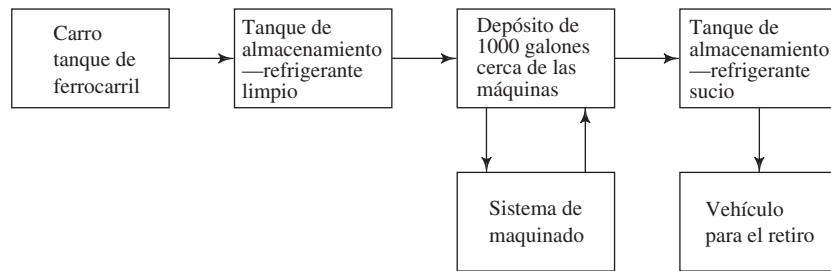 Carro
tanque de
ferrocarril
Tanque de
almacenamiento
—refrigerante
limpio
Depósito de
1000 galones
cerca de las
máquinas
Tanque de
almacenamiento
—refrigerante
sucio
Sistema de
maquinado
Vehículo
para el retiro